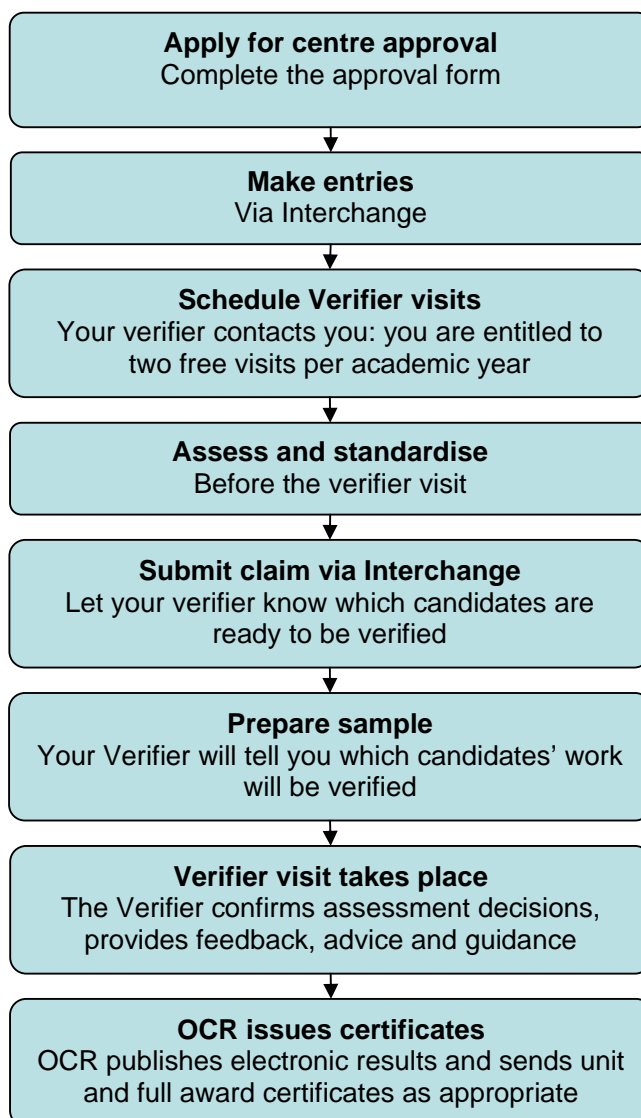 Apply for centre approval
Complete the approval form
Make entries
Via Interchange
Schedule Verifier visits
Your verifier contacts you: you are entitled to
two free visits per academic year
Assess and standardise
Before the verifier visit
Submit claim via Interchange
Let your verifier know which candidates are
ready to be verified
Prepare sample
Your Verifier will tell you which candidates’ work
will be verified
Verifier visit takes place
The Verifier confirms assessment decisions,
provides feedback, advice and guidance
OCR issues certificates
OCR publishes electronic results and sends unit
and full award certificates as appropriate